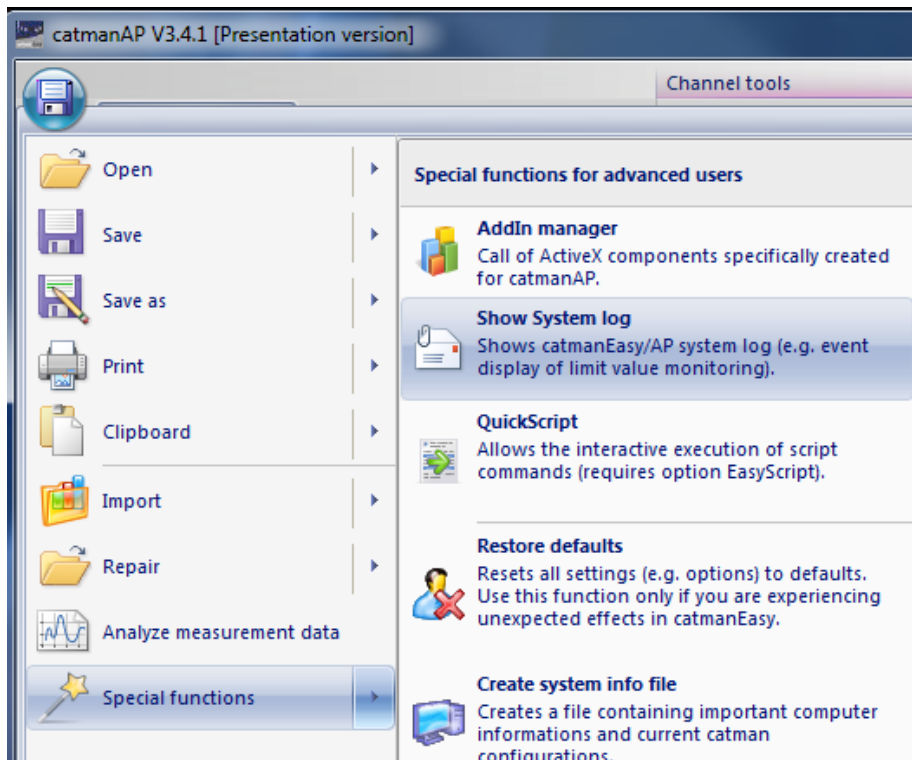 catmanAP V3.4.1 [Presentation version]
Channel tools
Open
Save
Save as
Print
Clipboard
Import
Repair
Analyze measurement data
Special functions
Special functions for advanced users
AddIn manager
Call of ActiveX components specifically created
for catmanAP.
Show System log
Shows catmanEasy/AP system log (e.g. event
display of limit value monitoring).
QuickScript
Allows the interactive execution of script
commands (requires option EasyScript).
Restore defaults
Resets all settings (e.g. options) to defaults.
Use this function only if you are experiencing
unexpected effects in catmanEasy.
Create system info file
Creates a file containing important computer
informations and current catman
configurations.